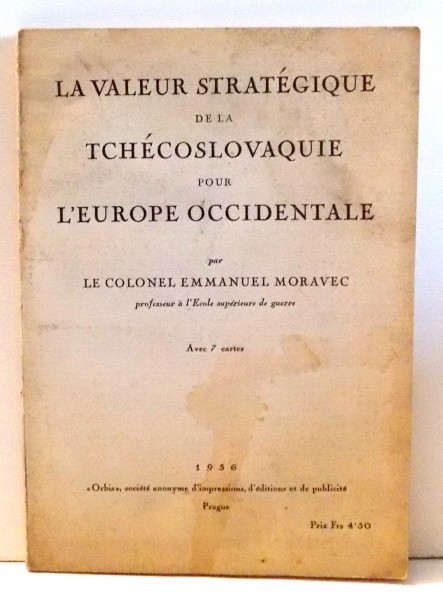 LA VALEUR STRATÉGIQUE
DE LA
TCHÉCOSLOVAQUIE
POUR
L'EUROPE OCCIDENTALE
par
LE COLONEL EMMANUEL MORAVEC
professeur à l'Ecole supérieure de guerre
Avec 7 cartes
1936
«Orbis», société anonyme d'impressions, d'éditions et de publicité
Prague
Prix Frs 4·50